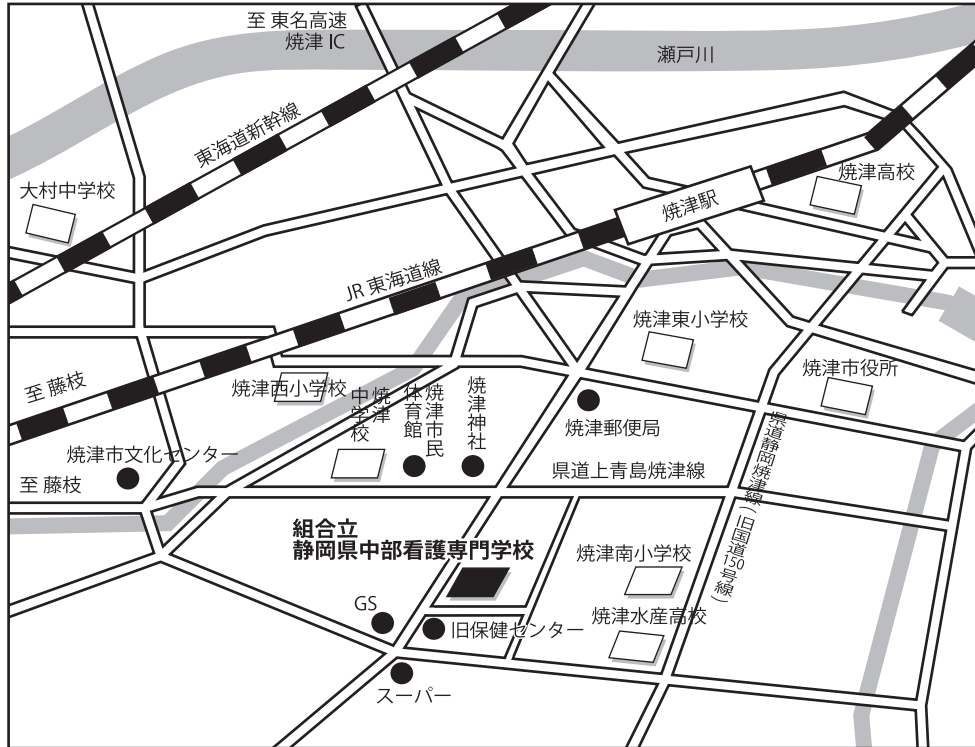 至 東名高速
焼津 IC
瀬戸川
東海道新幹線
大村中学校
焼津高校
焼津駅
JR 東海道線
焼津東小学校
焼津市役所
至 藤枝
焼津西小学校
焼津
中学校
焼津市民
体育館
焼津神社
焼津郵便局
県道静岡焼津線（旧国道150号線）
焼津市文化センター
至 藤枝
県道上青島焼津線
組合立
静岡県中部看護専門学校
焼津南小学校
GS
旧保健センター
焼津水産高校
スーパー